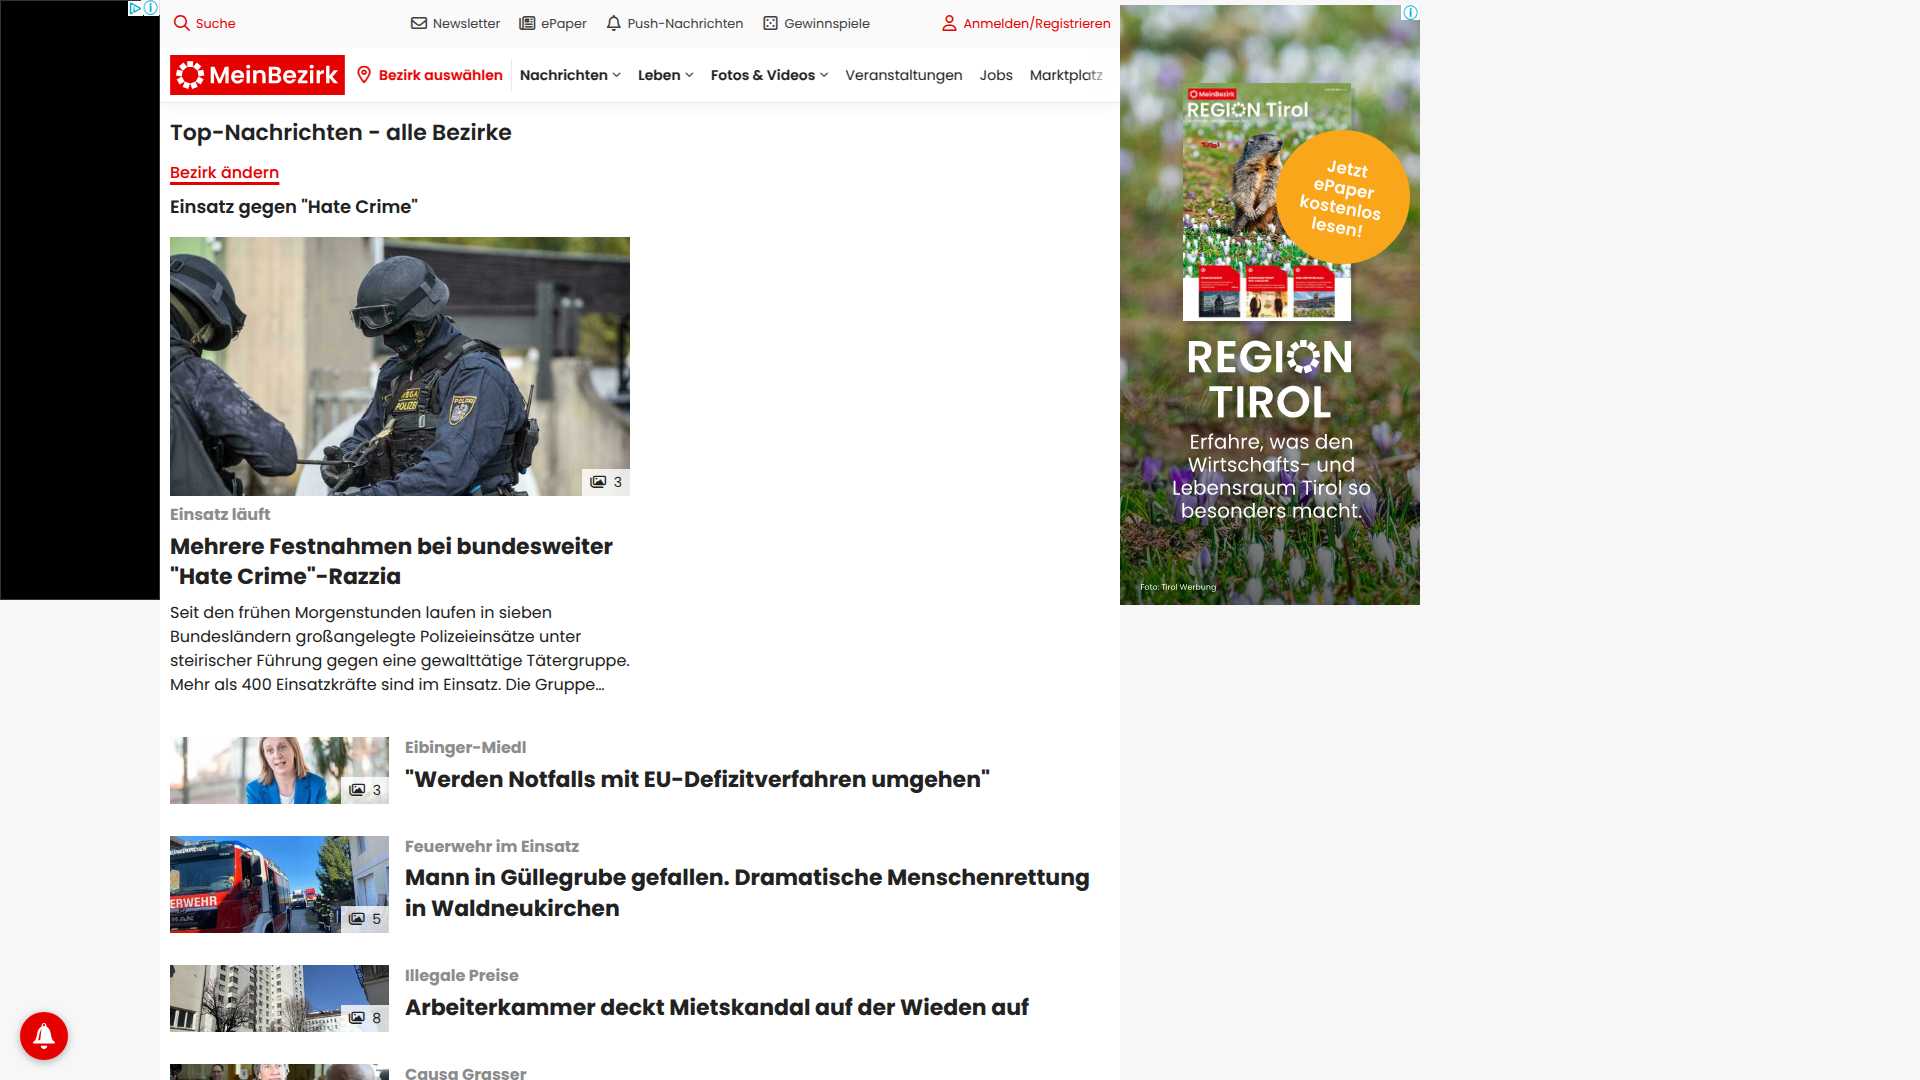 Suche
Newsletter
ePaper
Push-Nachrichten
Gewinnspiele
Anmelden/Registrieren
MeinBezirk
Bezirk auswählen
Nachrichten
Leben
Fotos & Videos
Veranstaltungen
Jobs
Marktplatz
Top-Nachrichten - alle Bezirke
Bezirk ändern
Einsatz gegen "Hate Crime"
POLIZEI
3
Einsatz läuft
Mehrere Festnahmen bei bundesweiter
"Hate Crime"-Razzia
Seit den frühen Morgenstunden laufen in sieben
Bundesländern großangelegte Polizeieinsätze unter
steirischer Führung gegen eine gewalttätige Tätergruppe.
Mehr als 400 Einsatzkräfte sind im Einsatz. Die Gruppe…
3
Eibinger-Miedl
"Werden Notfalls mit EU-Defizitverfahren umgehen"
ERWEHR
5
Feuerwehr im Einsatz
Mann in Güllegrube gefallen. Dramatische Menschenrettung
in Waldneukirchen
8
Illegale Preise
Arbeiterkammer deckt Mietskandal auf der Wieden auf
Causa Grasser
MeinBezirk
REGION Tirol
Jetzt
ePaper
kostenlos
lesen!
REGION
TIROL
Erfahre, was den
Wirtschafts- und
Lebensraum Tirol so
besonders macht.
Foto: Tirol Werbung